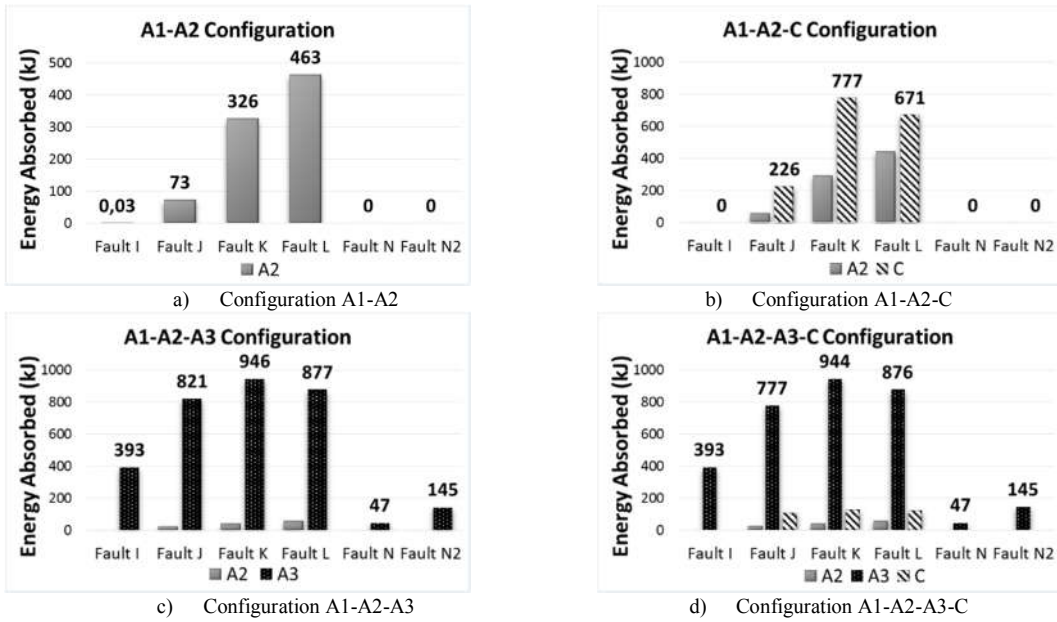 A1-A2 Configuration
Energy Absorbed (kJ)
500
400
300
200
100
0
0,03
73
326
463
0
0
Fault I Fault J Fault K Fault L Fault N Fault N2
A2
a) Configuration A1-A2
A1-A2-C Configuration
Energy Absorbed (kJ)
1000
800
600
400
200
0
0
226
777
671
0
0
Fault I Fault J Fault K Fault L Fault N Fault N2
A2 C
b) Configuration A1-A2-C
A1-A2-A3 Configuration
Energy Absorbed (kJ)
1000
800
600
400
200
0
393
821
946
877
47
145
Fault I Fault J Fault K Fault L Fault N Fault N2
A2 A3
c) Configuration A1-A2-A3
A1-A2-A3-C Configuration
Energy Absorbed (kJ)
1000
800
600
400
200
0
393
777
944
876
47
145
Fault I Fault J Fault K Fault L Fault N Fault N2
A2 A3 C
d) Configuration A1-A2-A3-C